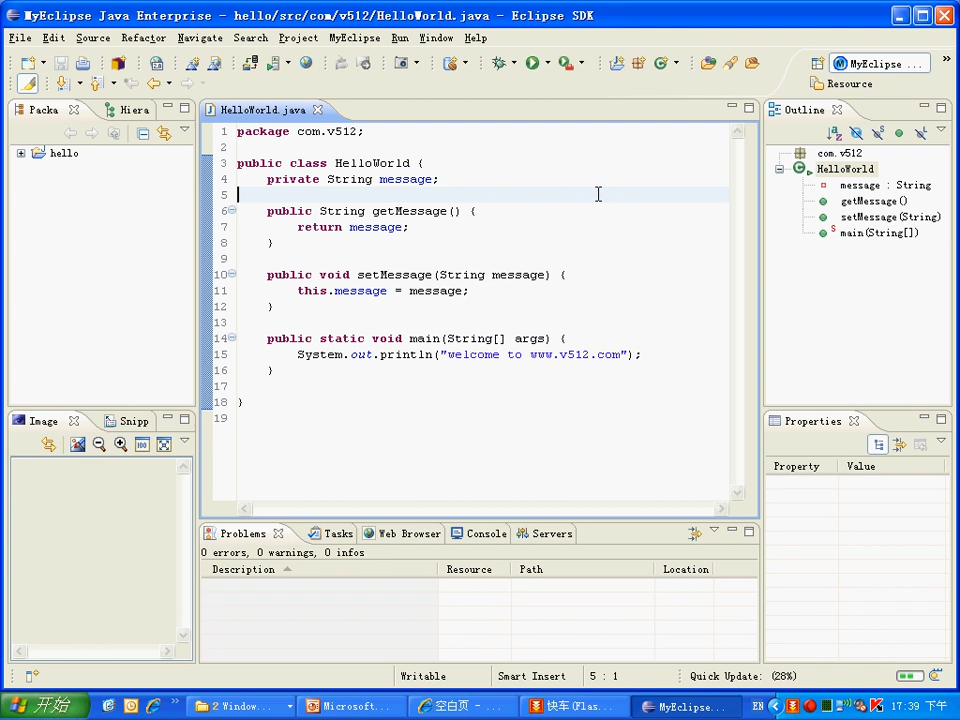 MyEclipse Java Enterprise - hello/src/com/v512/HelloWorld.java - Eclipse SDK
File Edit Source Refactor Navigate Search Project MyEclipse Run Window Help
MyEclipse ...
Resource
Packa Hiera
hello
HelloWorld.java
1 package com.v512;
2
3 public class HelloWorld {
4 private String message;
5
6 public String getMessage() {
7 return message;
8 }
9
10 public void setMessage(String message) {
11 this.message = message;
12 }
13
14 public static void main(String[] args) {
15 System.out.println("welcome to www.v512.com");
16 }
17
18 }
19
Outline
com.v512
HelloWorld
message : String
getMessage()
setMessage(String)
main(String[])
Image Snipp
Properties
Property Value
Problems Tasks Web Browser Console Servers
0 errors, 0 warnings, 0 infos
Description Resource Path Location
Writable Smart Insert 5 : 1 Quick Update: (28%)
开始 2 Window... Microsoft... 空白页 - ... 快车(Flas... MyEclipse... EN 17:39 下午